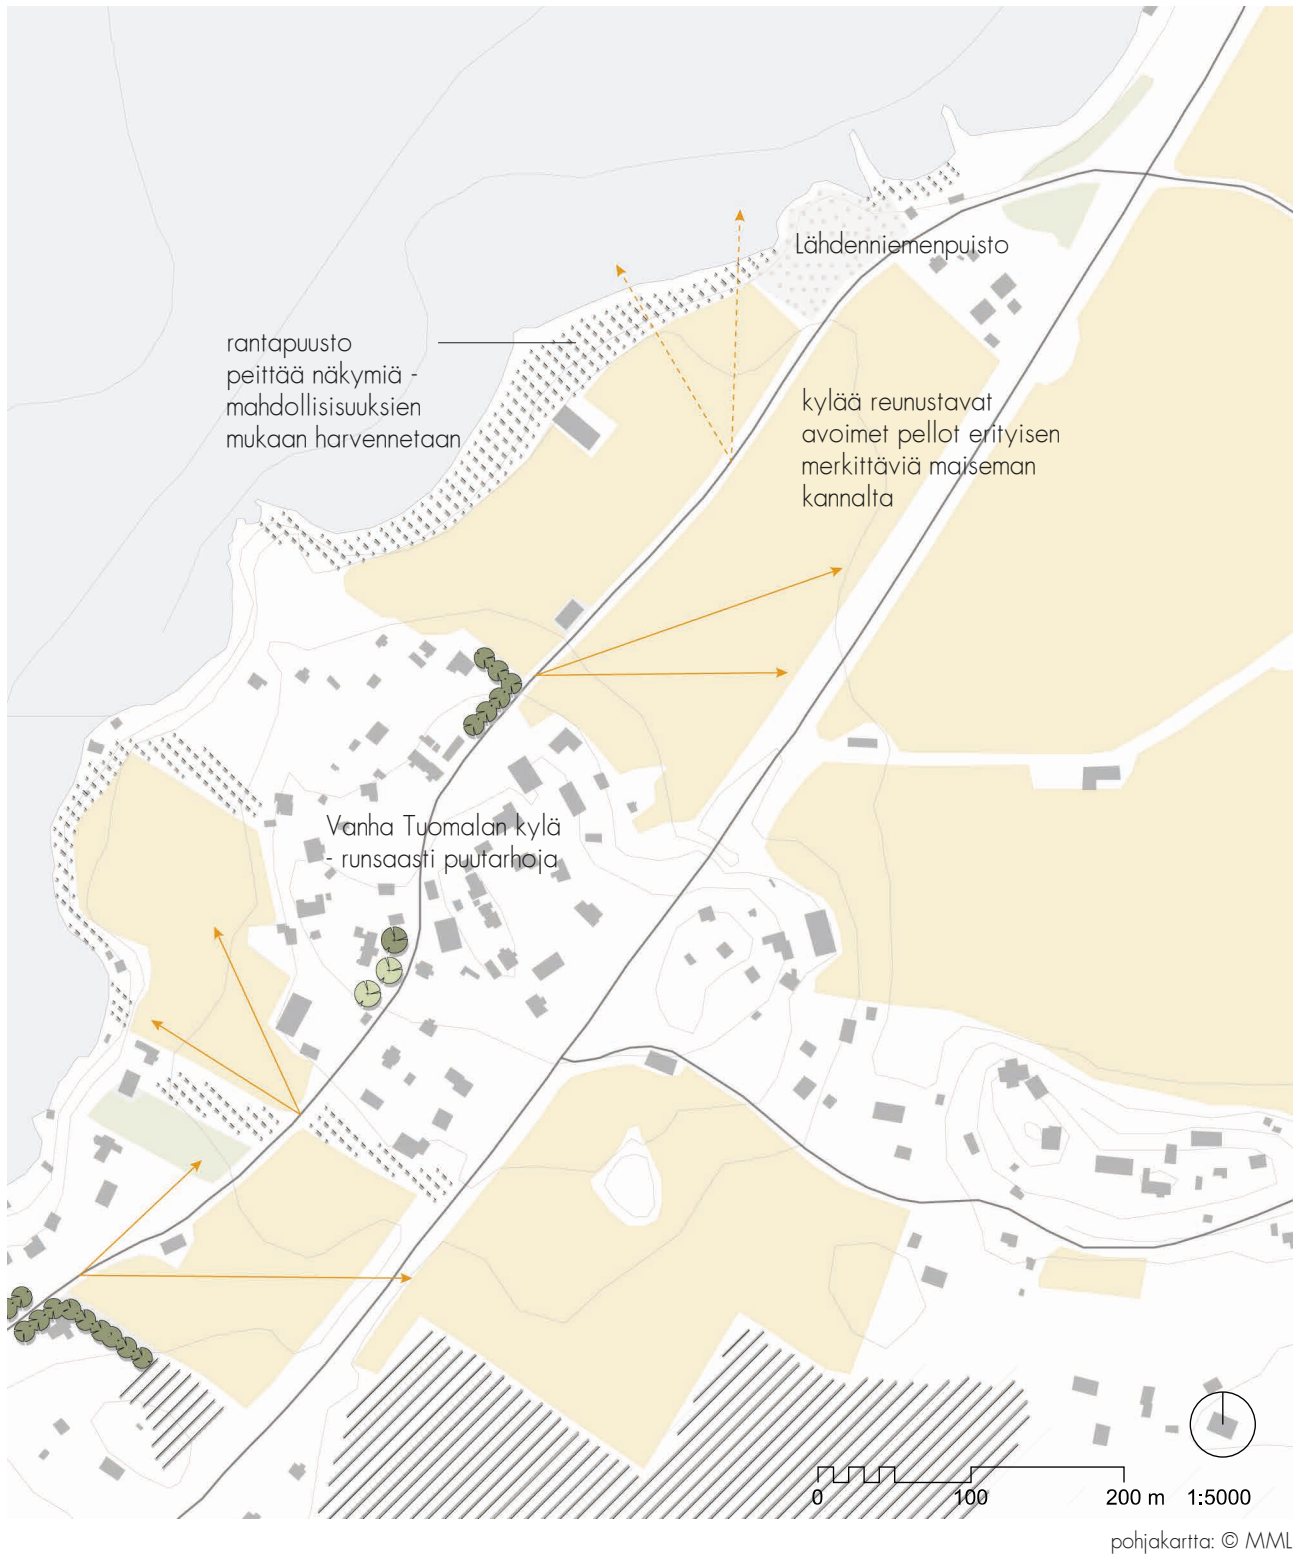 Lähdenniemenpuisto
rantapuusto
peittää näkymiä -
mahdollisisuuksien
mukaan harvennetaan
kylää reunustavat
avoimet pellot erityisen
merkittäviä maiseman
kannalta
Vanha Tuomalan kylä
- runsaasti puutarhoja
0 100 200 m 1:5000
pohjakartta: © MML